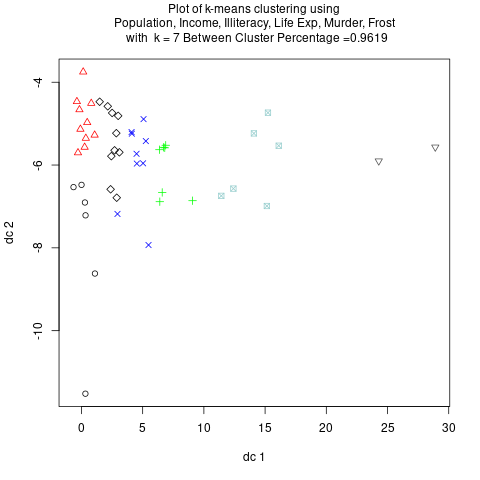 Plot of k-means clustering using
Population, Income, Illiteracy, Life Exp, Murder, Frost
with k = 7 Between Cluster Percentage =0.9619
-4
-6
-8
-10
dc 2
0 5 10 15 20 25 30
dc 1